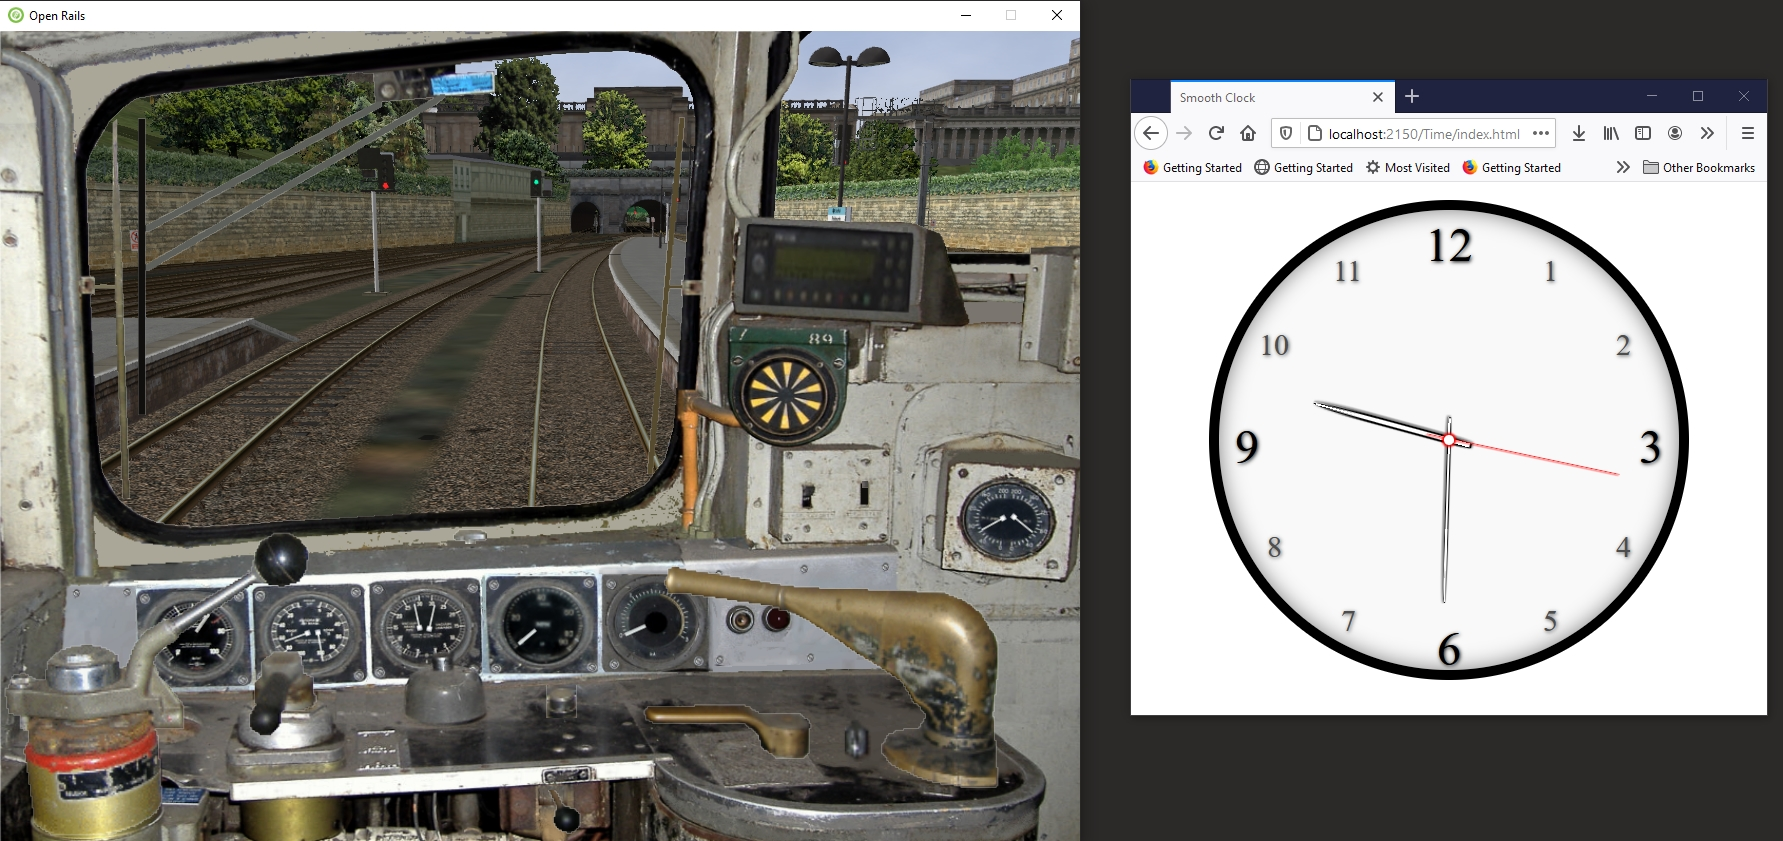 Open Rails
89
Smooth Clock
localhost:2150/Time/index.html
Getting Started
Getting Started
Most Visited
Getting Started
Other Bookmarks
12
11
1
10
2
9
3
8
4
7
5
6